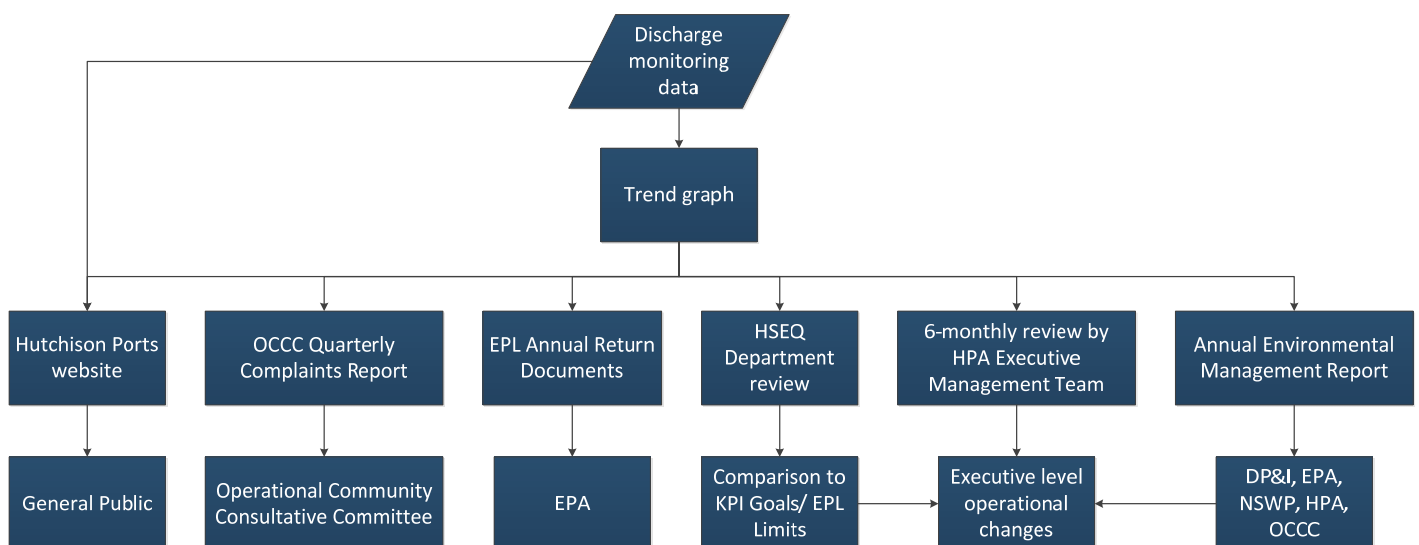 Discharge
monitoring
data
Trend graph
Hutchison Ports
website
OCCC Quarterly
Complaints Report
EPL Annual Return
Documents
HSEQ
Department
review
6-monthly review by
HPA Executive
Management Team
Annual Environmental
Management Report
General Public
Operational Community
Consultative Committee
EPA
Comparison to
KPI Goals/ EPL
Limits
Executive level
operational
changes
DP&I, EPA,
NSWP, HPA,
OCCC